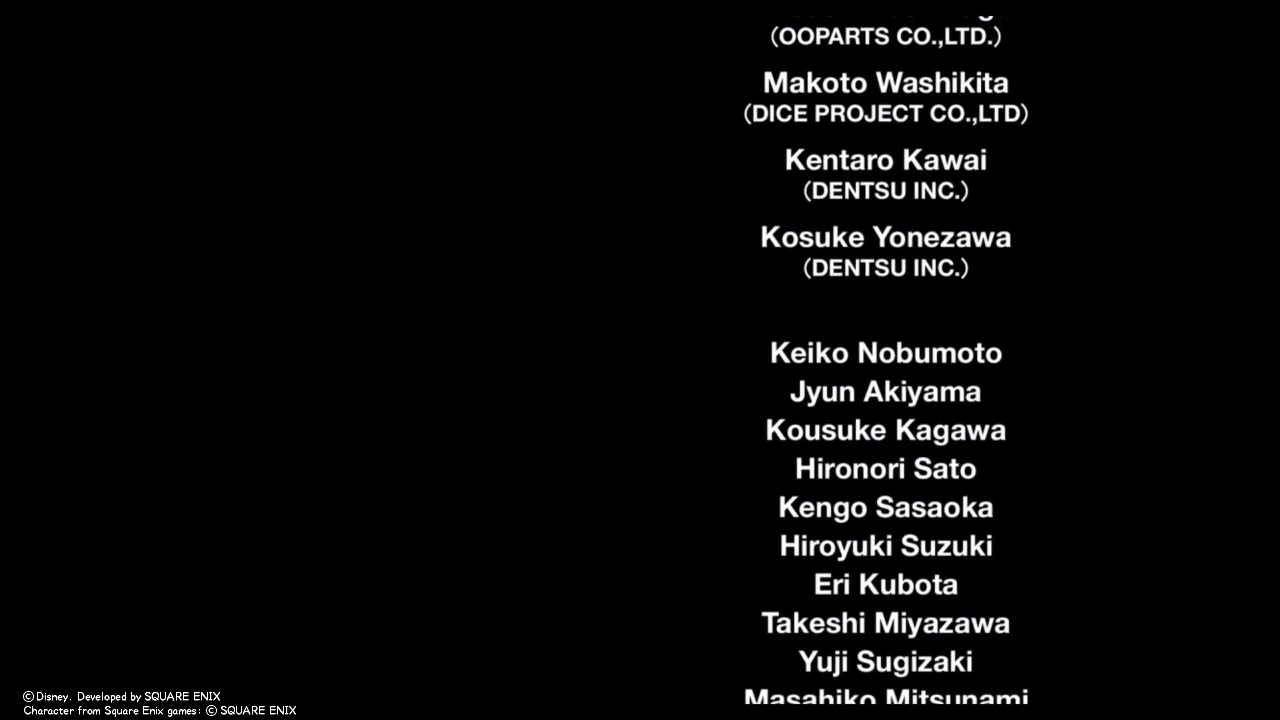 (OOPARTS CO.,LTD.)
Makoto Washikita
(DICE PROJECT CO.,LTD)
Kentaro Kawai
(DENTSU INC.)
Kosuke Yonezawa
(DENTSU INC.)
Keiko Nobumoto
Jyun Akiyama
Kousuke Kagawa
Hironori Sato
Kengo Sasaoka
Hiroyuki Suzuki
Eri Kubota
Takeshi Miyazawa
Yuji Sugizaki
Masahiko Mitsunami
©Disney. Developed by SQUARE ENIX
Character from Square Enix games: © SQUARE ENIX